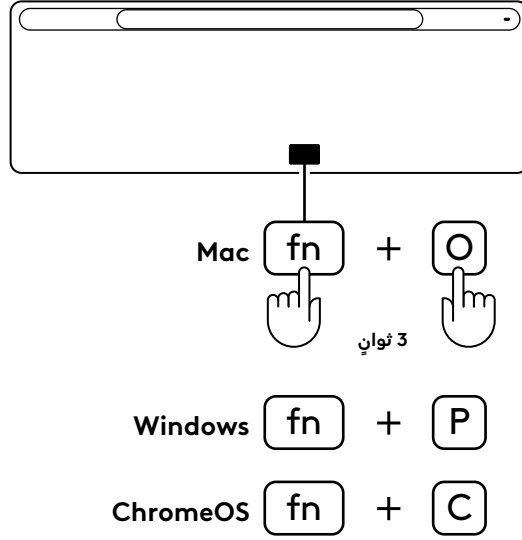 Mac fn + O
3 ثوانٍ
Windows fn + P
ChromeOS fn + C